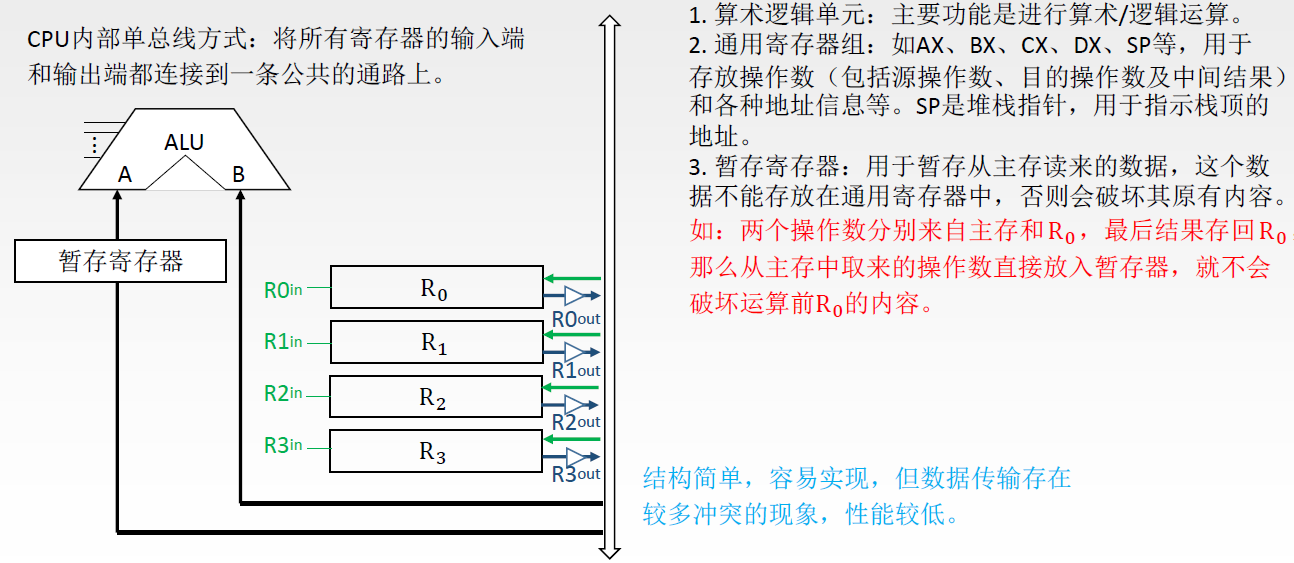 CPU内部单总线方式：将所有寄存器的输入端
和输出端都连接到一条公共的通路上。
ALU
A
B
暂存寄存器
R0in
R₀
R0out
R1in
R₁
R1out
R2in
R₂
R2out
R3in
R₃
R3out
1. 算术逻辑单元：主要功能是进行算术/逻辑运算。
2. 通用寄存器组：如AX、BX、CX、DX、SP等，用于
存放操作数（包括源操作数、目的操作数及中间结果）
和各种地址信息等。SP是堆栈指针，用于指示栈顶的
地址。
3. 暂存寄存器：用于暂存从主存读来的数据，这个数
据不能存放在通用寄存器中，否则会破坏其原有内容。
如：两个操作数分别来自主存和R₀，最后结果存回R₀，
那么从主存中取来的操作数直接放入暂存器，就不会
破坏运算前R₀的内容。
结构简单，容易实现，但数据传输存在
较多冲突的现象，性能较低。